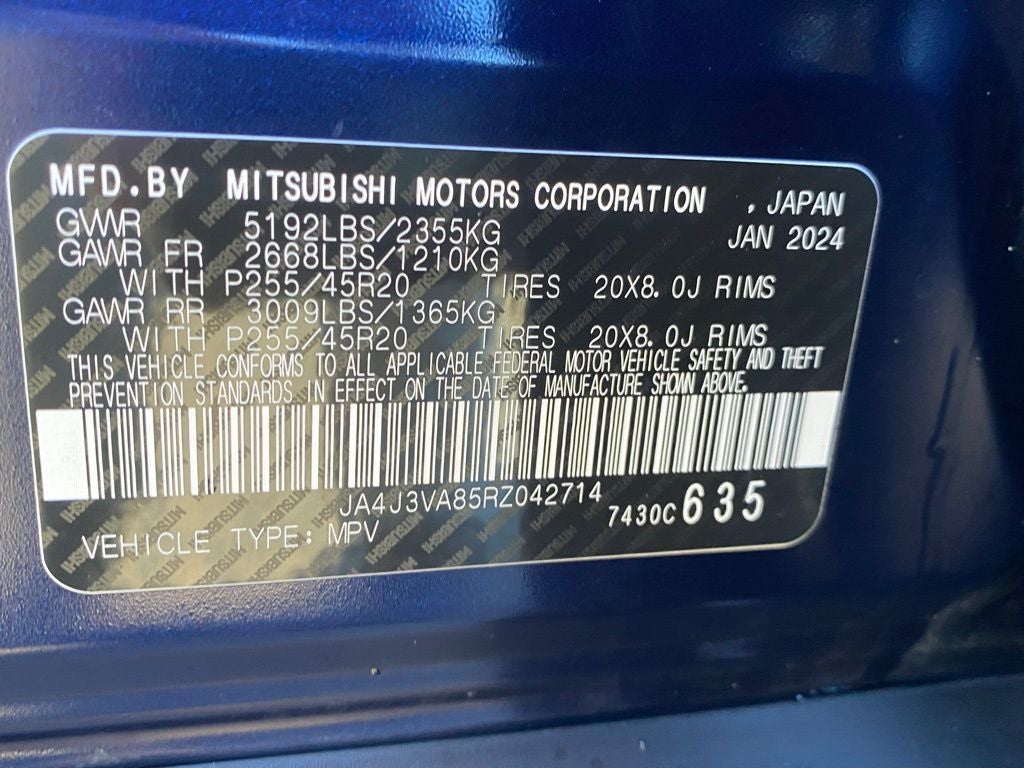 MFD.BY MITSUBISHI MOTORS CORPORATION , JAPAN
GVWR 5192LBS/2355KG JAN 2024
GAWR FR 2668LBS/1210KG
WITH P255/45R20 TIRES 20X8.0J RIMS
GAWR RR 3009LBS/1365KG
WITH P255/45R20 TIRES 20X8.0J RIMS
THIS VEHICLE CONFORMS TO ALL APPLICABLE FEDERAL MOTOR VEHICLE SAFETY AND THEFT
PREVENTION STANDARDS IN EFFECT ON THE DATE OF MANUFACTURE SHOWN ABOVE.
JA4J3VA85RZ042714
7430C635
VEHICLE TYPE: MPV